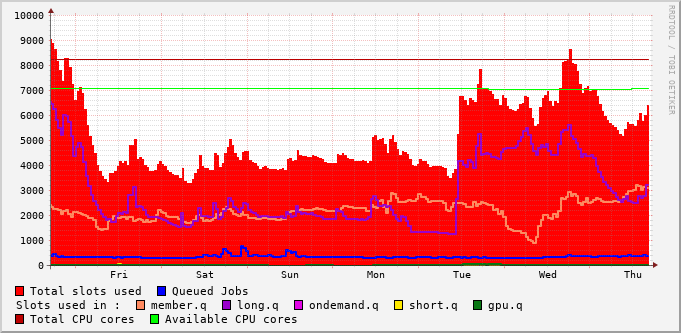 10000
9000
8000
7000
6000
5000
4000
3000
2000
1000
0
Fri Sat Sun Mon Tue Wed Thu
RRDTOOL / TOBI OETIKER
Total slots used Queued Jobs
Slots used in : member.q long.q ondemand.q short.q gpu.q
Total CPU cores Available CPU cores